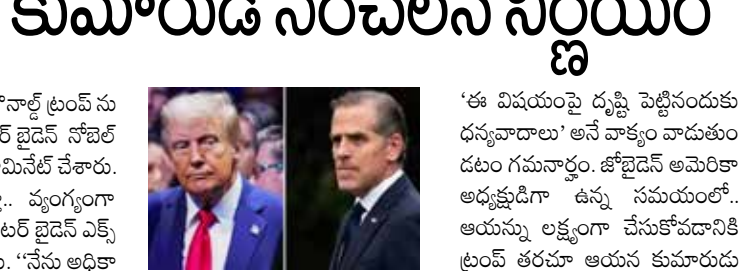 కుమారుడి సంచలన నిర్ణయం
నాల్డ్ ట్రంప్‌ను
ర్ బైడెన్ నోబెల్
మినేట్ చేశారు.
వ్యంగ్యంగా
టర్ బైడెన్ ఎక్స్
“నేను అధికా
‘ఈ విషయంపై దృష్టి పెట్టినందుకు
ధన్యవాదాలు’ అనే వాక్యం వాడుతుం
డటం గమనార్హం. జోబైడెన్ అమెరికా
అధ్యక్షుడిగా ఉన్న సమయంలో..
ఆయన్ను లక్ష్యంగా చేసుకోవడానికి
ట్రంప్ తరచూ ఆయన కుమారుడు